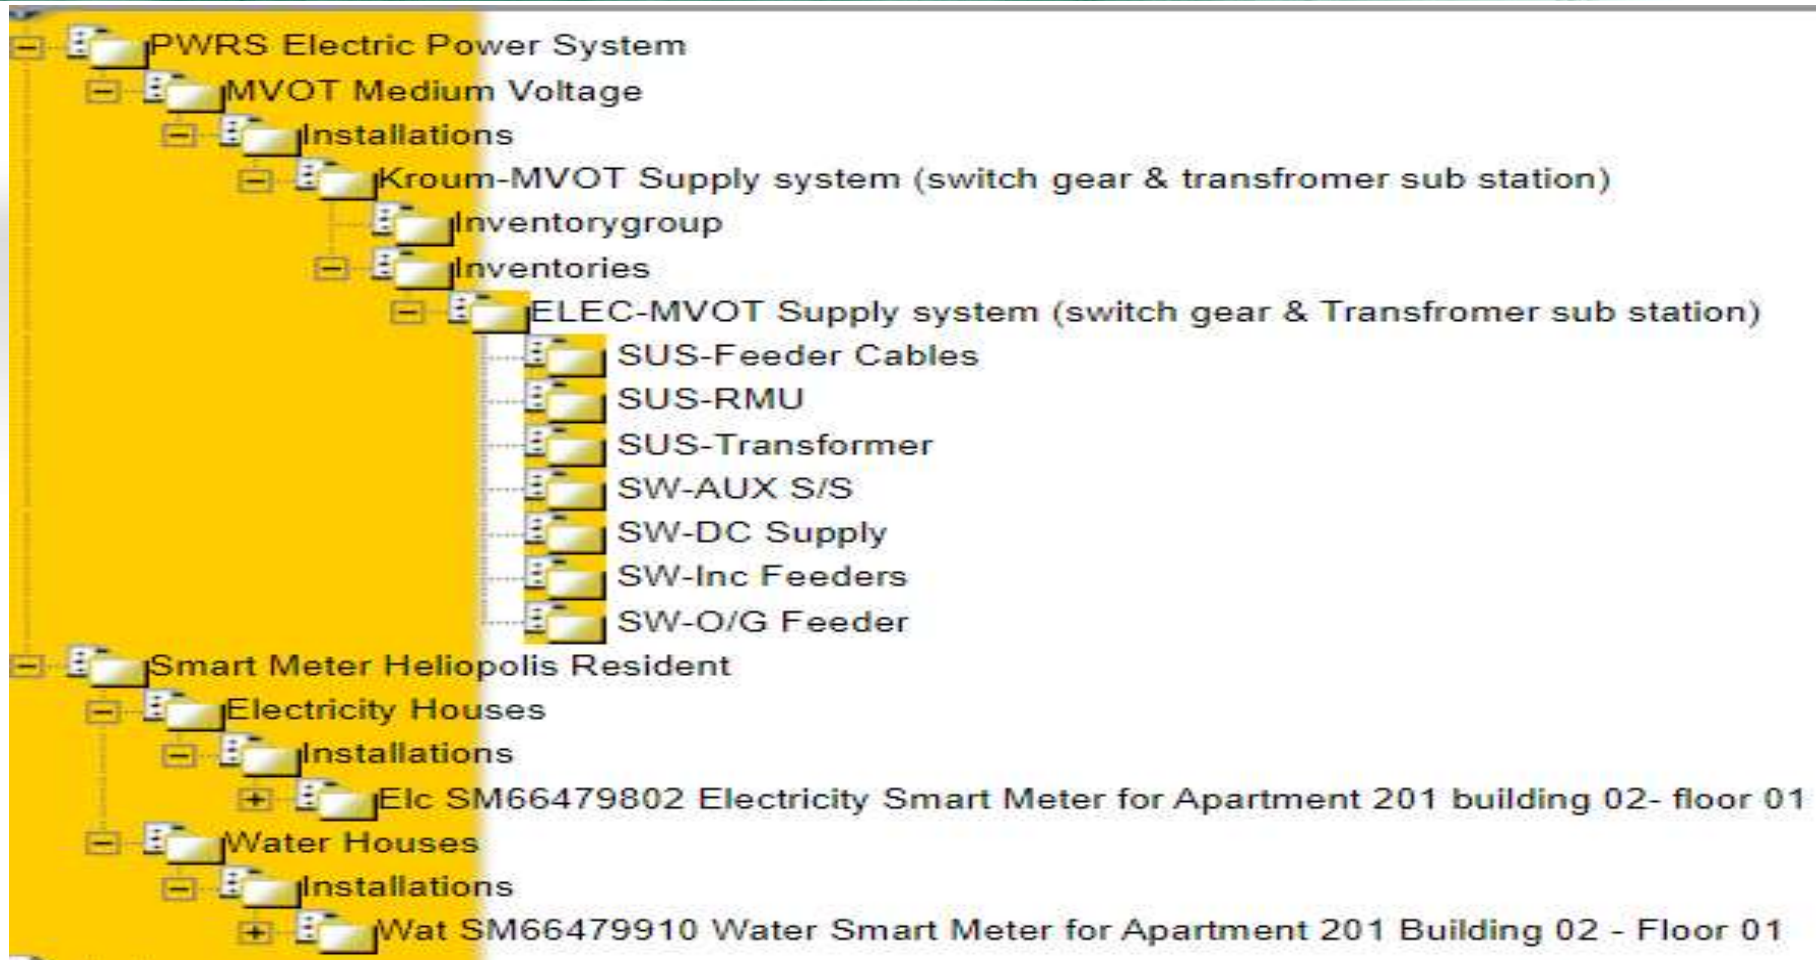 PWRS Electric Power System
MVOT Medium Voltage
Installations
Kroum-MVOT Supply system (switch gear & transfromer sub station)
Inventorygroup
Inventories
ELEC-MVOT Supply system (switch gear & Transfromer sub station)
SUS-Feeder Cables
SUS-RMU
SUS-Transformer
SW-AUX S/S
SW-DC Supply
SW-Inc Feeders
SW-O/G Feeder
Smart Meter Heliopolis Resident
Electricity Houses
Installations
Elc SM66479802 Electricity Smart Meter for Apartment 201 building 02- floor 01
Water Houses
Installations
Wat SM66479910 Water Smart Meter for Apartment 201 Building 02 - Floor 01